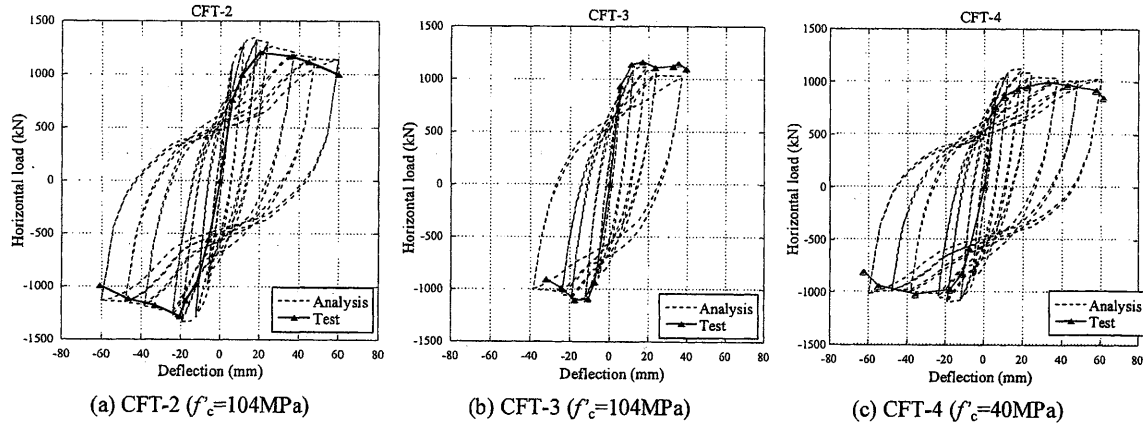 CFT-2
Horizontal load (kN)
1500
1000
500
0
-500
-1000
-1500
-80 -60 -40 -20 0 20 40 60 80
Deflection (mm)
Analysis
Test
(a) CFT-2 (f'c=104MPa)
CFT-3
Horizontal load (kN)
1500
1000
500
0
-500
-1000
-1500
-80 -60 -40 -20 0 20 40 60 80
Deflection (mm)
Analysis
Test
(b) CFT-3 (f'c=104MPa)
CFT-4
Horizontal load (kN)
1500
1000
500
0
-500
-1000
-1500
-80 -60 -40 -20 0 20 40 60 80
Deflection (mm)
Analysis
Test
(c) CFT-4 (f'c=40MPa)